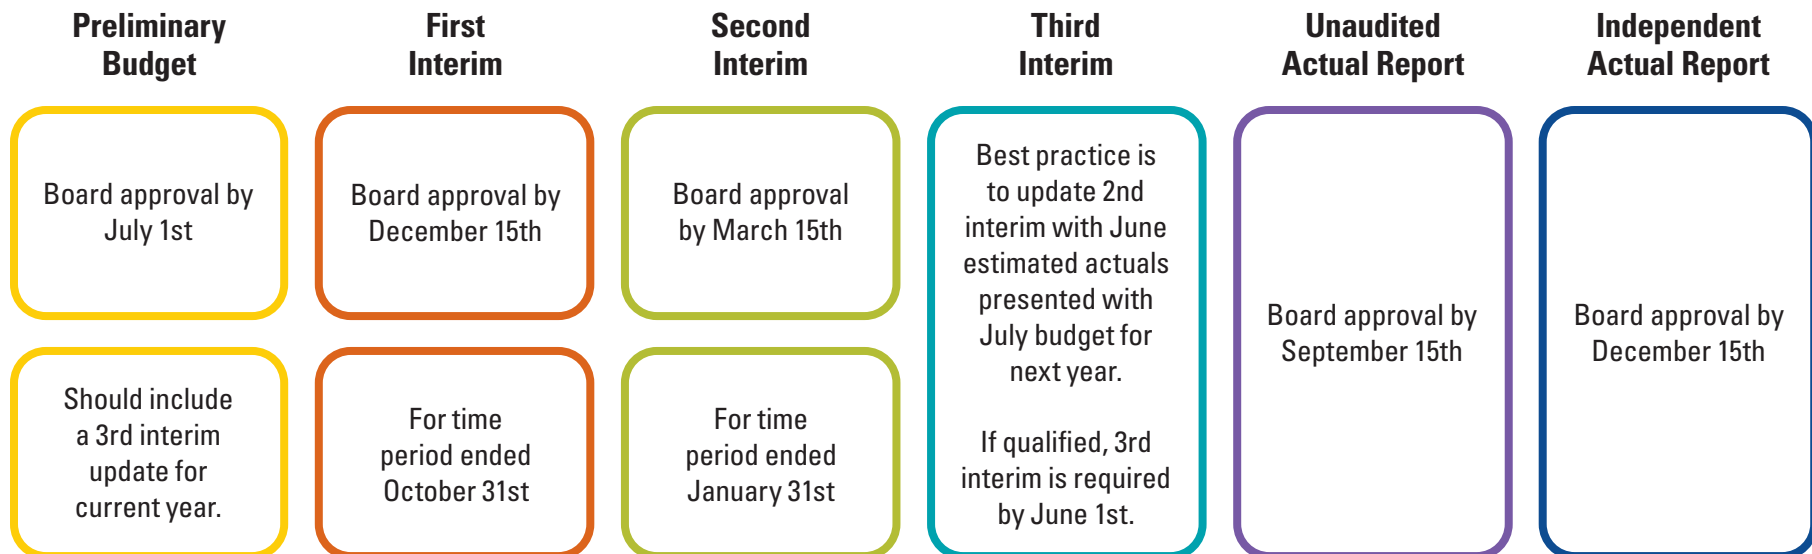 Preliminary
Budget
Board approval by
July 1st
Should include
a 3rd interim
update for
current year.
First
Interim
Board approval by
December 15th
For time
period ended
October 31st
Second
Interim
Board approval
by March 15th
For time
period ended
January 31st
Third
Interim
Best practice is
to update 2nd
interim with June
estimated actuals
presented with
July budget for
next year.
If qualified, 3rd
interim is required
by June 1st.
Unaudited
Actual Report
Board approval by
September 15th
Independent
Actual Report
Board approval by
December 15th